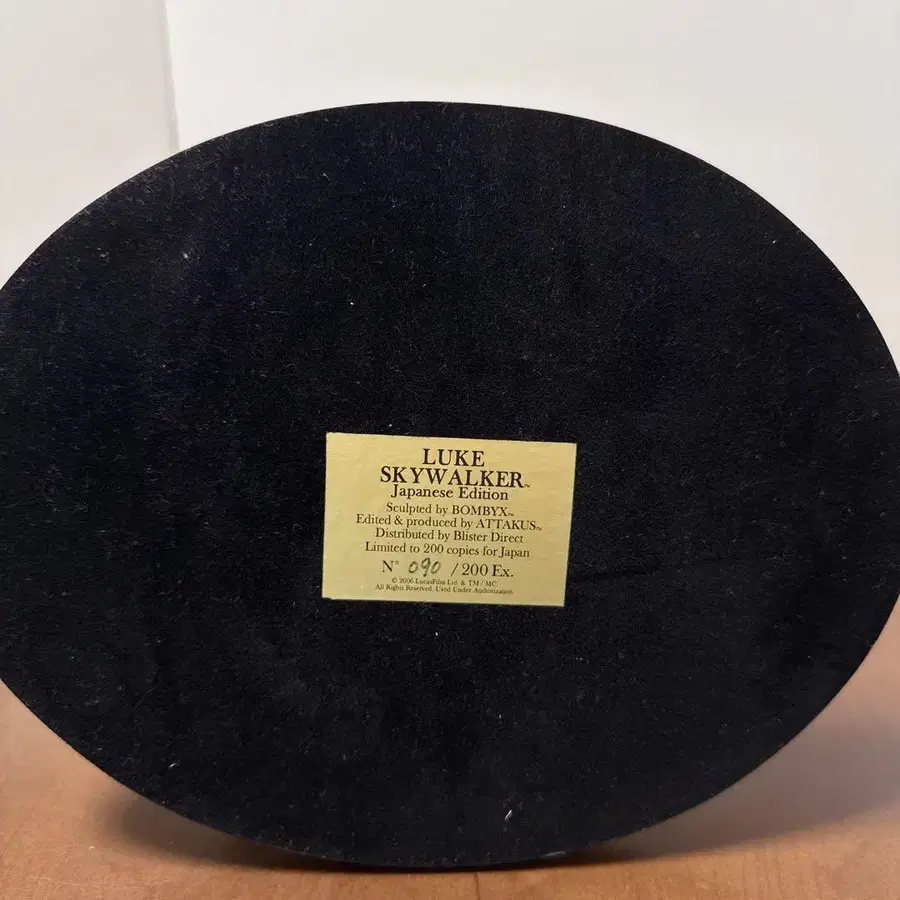 LUKE
SKYWALKER™
Japanese Edition
Sculpted by BOMBYX™
Edited & produced by ATTAKUS™
Distributed by Blister Direct
Limited to 200 copies for Japan
N° 090 / 200 Ex.
© 2006 LucasFilm Ltd & TM / MC
All Rights Reserved. Used Under Authorization